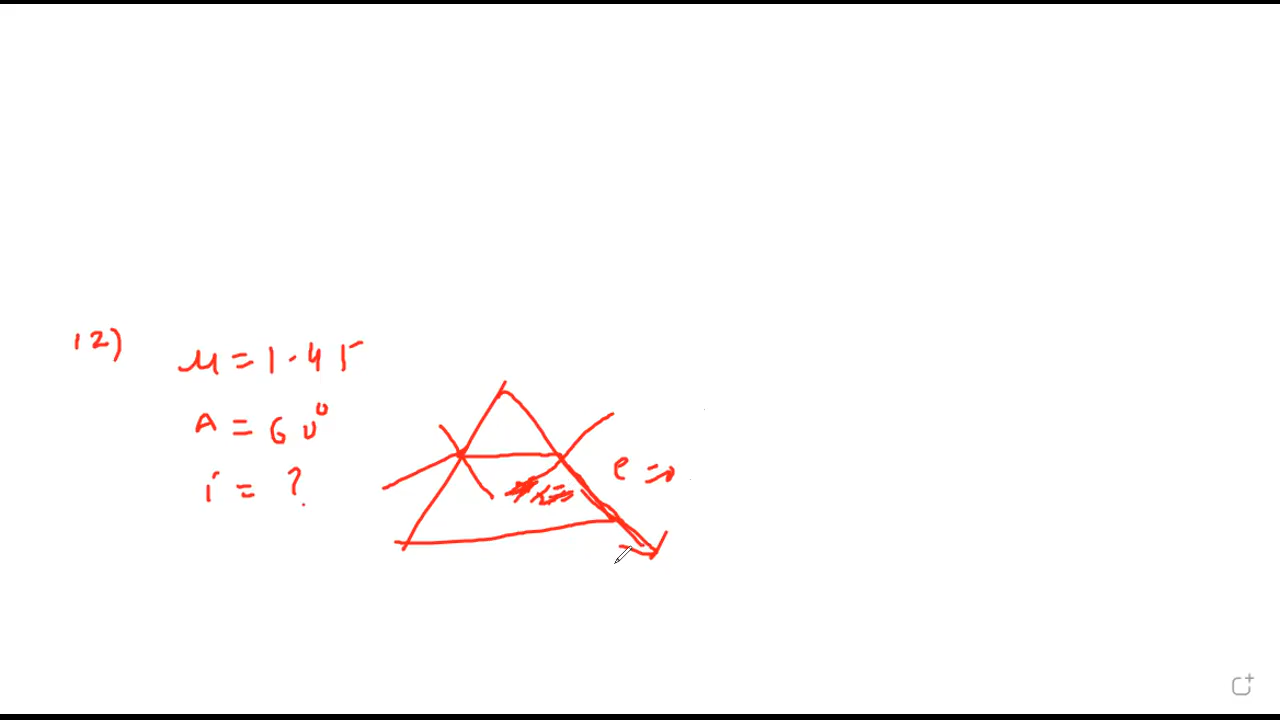 12)
μ = 1.45
A = 60°
i = ?
e =